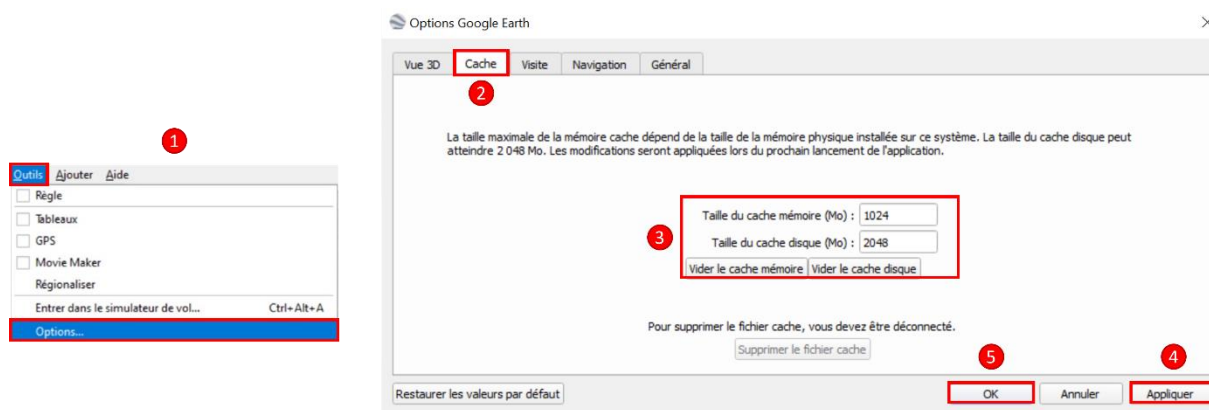 1
Outils Ajouter Aide
Règle
Tableaux
GPS
Movie Maker
Régionaliser
Entrer dans le simulateur de vol... Ctrl+Alt+A
Options...
Options Google Earth
Vue 3D Cache Visite Navigation Général
2
La taille maximale de la mémoire cache dépend de la taille de la mémoire physique installée sur ce système. La taille du cache disque peut
atteindre 2 048 Mo. Les modifications seront appliquées lors du prochain lancement de l'application.
Taille du cache mémoire (Mo) : 1024
3
Taille du cache disque (Mo) : 2048
Vider le cache mémoire Vider le cache disque
Pour supprimer le fichier cache, vous devez être déconnecté.
Supprimer le fichier cache
5 4
Restaurer les valeurs par défaut OK Annuler Appliquer